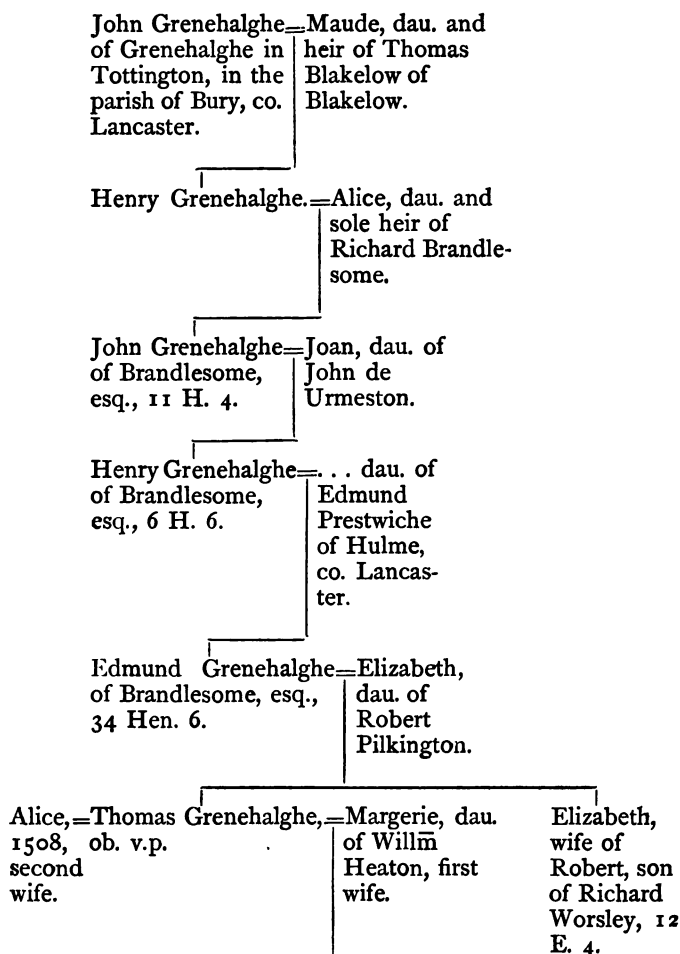 John Grenehalghe=Maude, dau. and
of Grenehalghe in heir of Thomas
Tottington, in the Blakelow of
parish of Bury, co. Blakelow.
Lancaster.
Henry Grenehalghe.=Alice, dau. and
sole heir of
Richard Brandle-
some.
John Grenehalghe=Joan, dau. of
of Brandlesome, John de
esq., 11 H. 4. Urmeston.
Henry Grenehalghe=... dau. of
of Brandlesome, Edmund
esq., 6 H. 6. Prestwiche
of Hulme,
co. Lancas-
ter.
Edmund Grenehalghe=Elizabeth,
of Brandlesome, esq., dau. of
34 Hen. 6. Robert
Pilkington.
Alice,=Thomas Grenehalghe,=Margerie, dau. Elizabeth,
1508, ob. v.p. of Willm̄ wife of
second Heaton, first Robert, son
wife. wife. of Richard
Worsley, 12
E. 4.